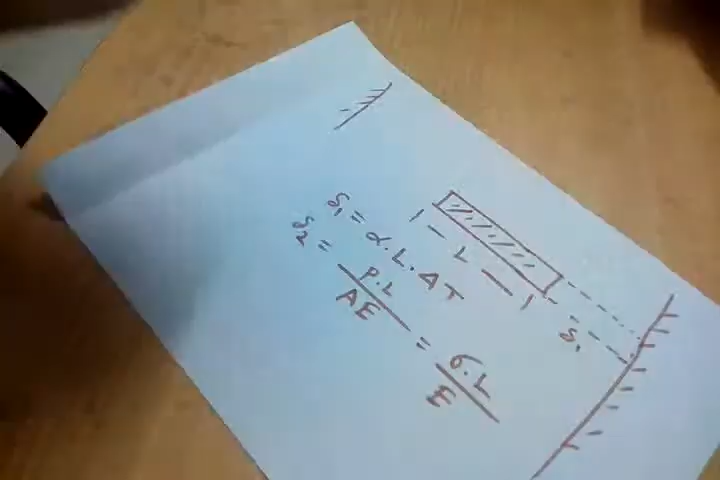 L
δ₁
δ₁ = α.L.ΔT
δ₂ = P.L / AE = σ.L / E